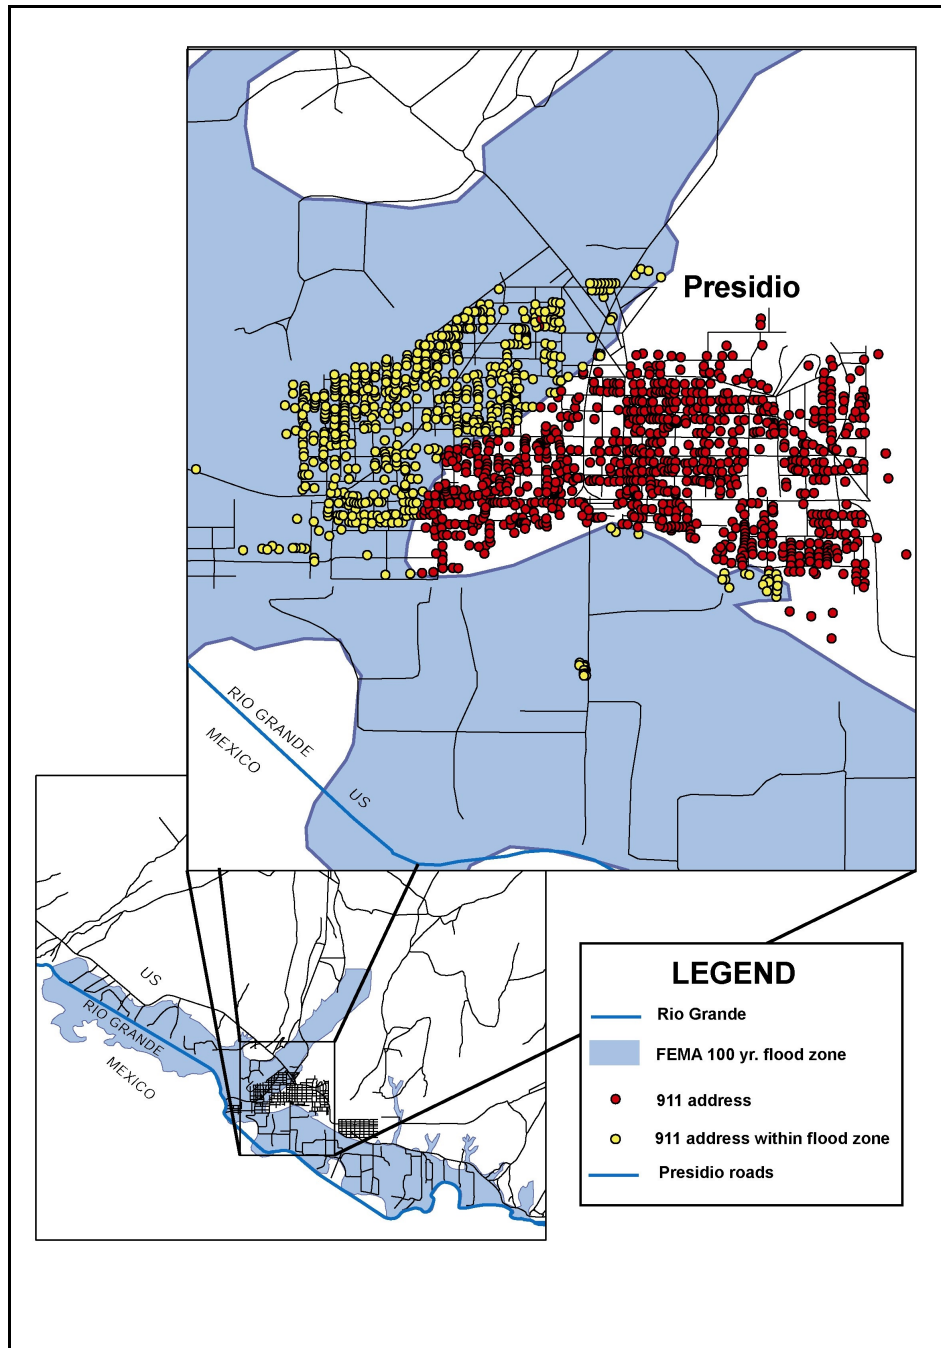 Presidio
RIO GRANDE
MEXICO
US
US
RIO GRANDE
MEXICO
LEGEND
Rio Grande
FEMA 100 yr. flood zone
911 address
911 address within flood zone
Presidio roads